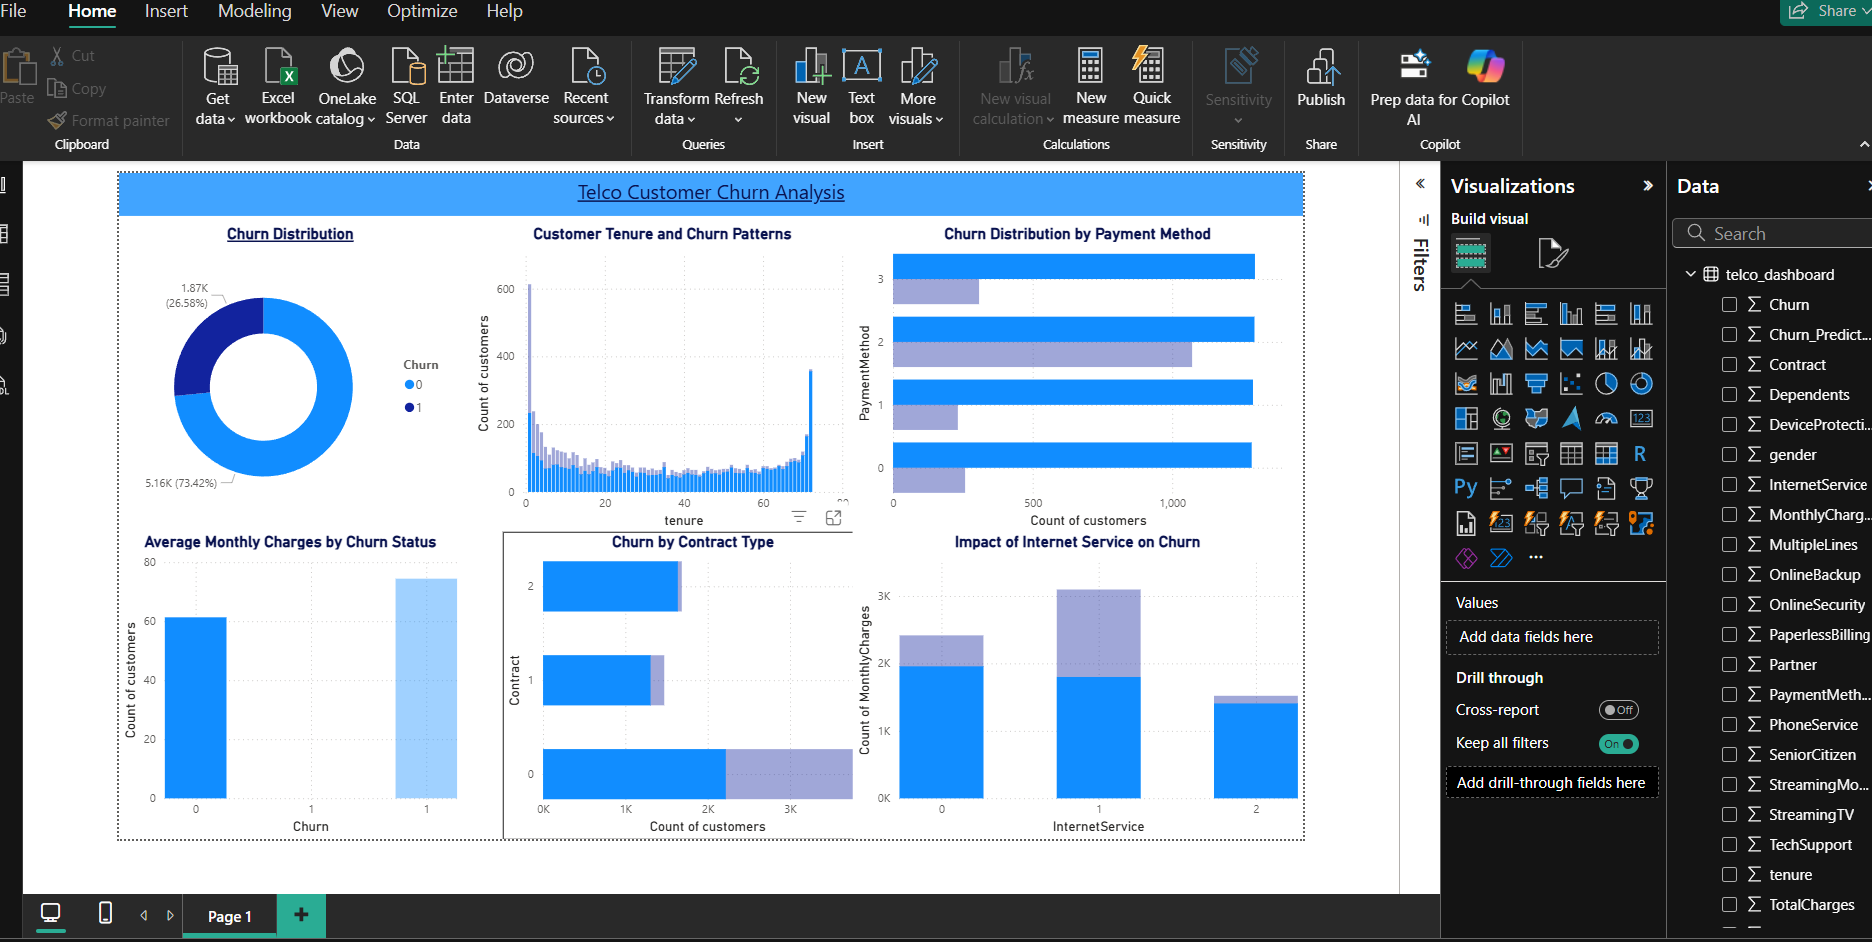 File Home Insert Modeling View Optimize Help Share
Paste
Cut
Copy
Format painter
Clipboard
Get data
Excel workbook
OneLake catalog
SQL Server
Enter data
Dataverse
Recent sources
Data
Transform data
Refresh
Queries
New visual
Text box
More visuals
Insert
New visual calculation
New measure
Quick measure
Calculations
Sensitivity
Sensitivity
Publish
Share
Prep data for AI
Copilot
Copilot
Telco Customer Churn Analysis
Churn Distribution
1.87K
(26.58%)
5.16K (73.42%)
Churn
0
1
Customer Tenure and Churn Patterns
Count of customers
600
400
200
0
0 20 40 60 80
tenure
Churn Distribution by Payment Method
PaymentMethod
3
2
1
0
0 500 1,000
Count of customers
Average Monthly Charges by Churn Status
Count of customers
80
60
40
20
0
0 1 1
Churn
Churn by Contract Type
Contract
2
1
0
0K 1K 2K 3K
Count of customers
Impact of Internet Service on Churn
Count of MonthlyCharges
3K
2K
1K
0K
0 1 2
InternetService
Filters
Visualizations
Build visual
123
R
Py
123
Values
Add data fields here
Drill through
Cross-report Off
Keep all filters On
Add drill-through fields here
Data
Search
telco_dashboard
Churn
Churn_Predict...
Contract
Dependents
DeviceProtecti...
gender
InternetService
MonthlyCharg...
MultipleLines
OnlineBackup
OnlineSecurity
PaperlessBilling
Partner
PaymentMeth...
PhoneService
SeniorCitizen
StreamingMo...
StreamingTV
TechSupport
tenure
TotalCharges
Page 1